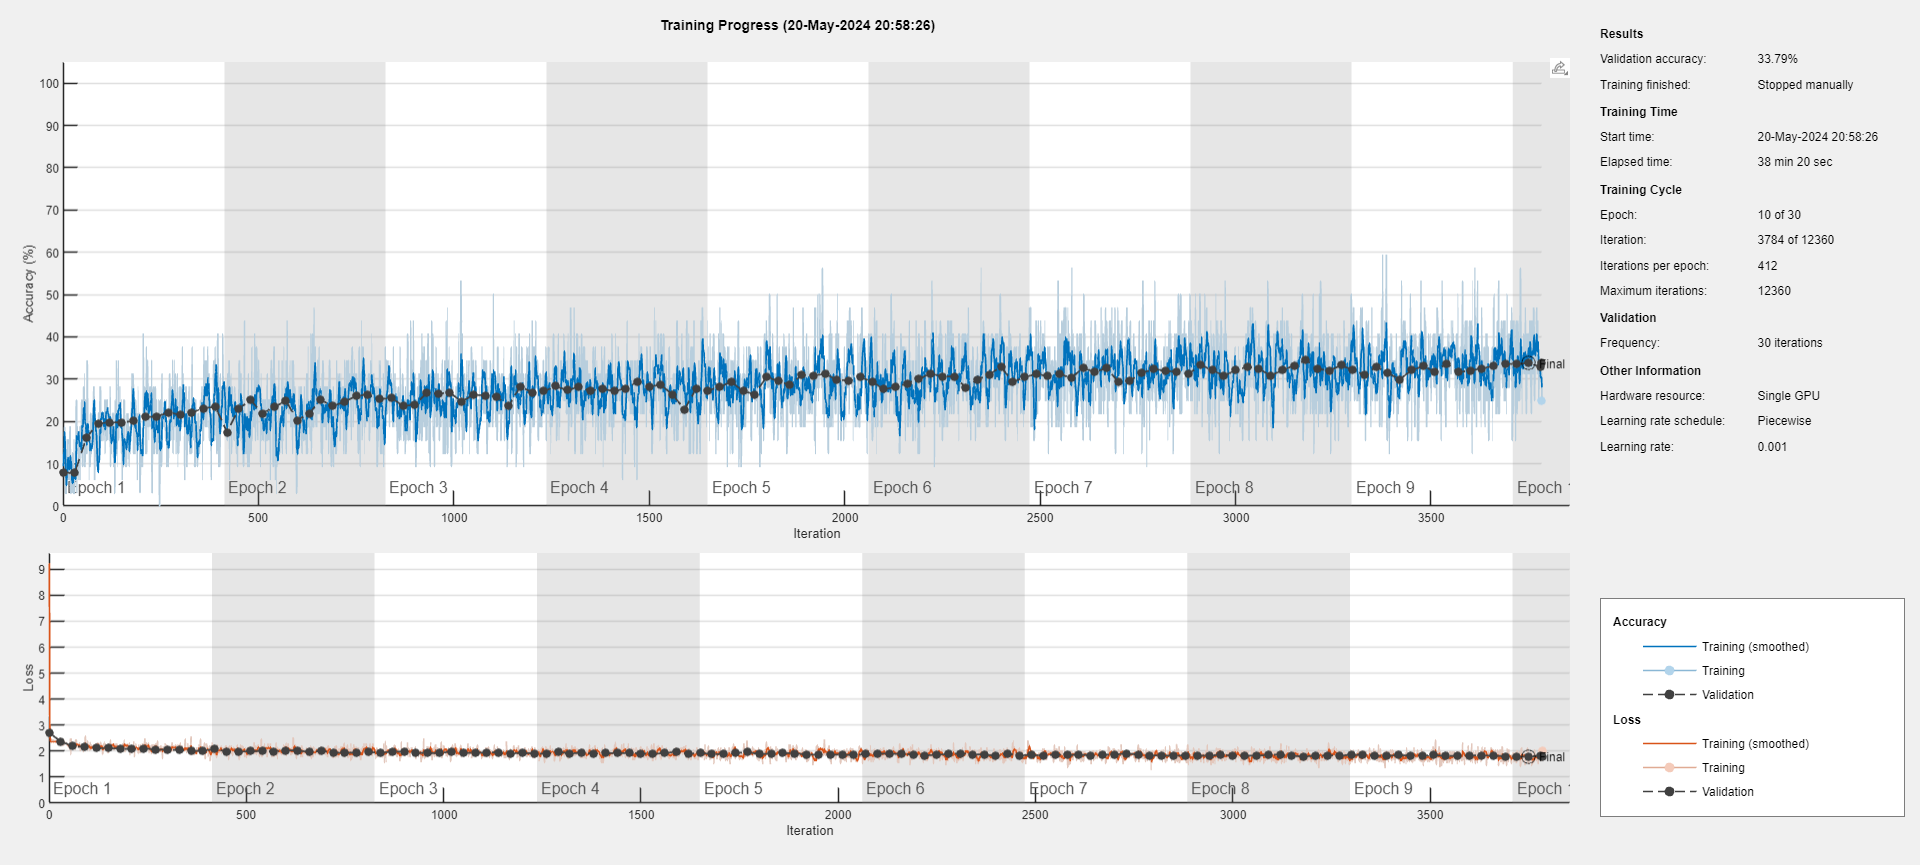 Training Progress (20-May-2024 20:58:26)
Accuracy (%)
100
90
80
70
60
50
40
30
20
10
0
Epoch 1
Epoch 2
Epoch 3
Epoch 4
Epoch 5
Epoch 6
Epoch 7
Epoch 8
Epoch 9
Epoch 1
Final
0
500
1000
1500
2000
2500
3000
3500
Iteration
Loss
9
8
7
6
5
4
3
2
1
0
Epoch 1
Epoch 2
Epoch 3
Epoch 4
Epoch 5
Epoch 6
Epoch 7
Epoch 8
Epoch 9
Epoch 1
Final
0
500
1000
1500
2000
2500
3000
3500
Iteration
Results
Validation accuracy: 33.79%
Training finished: Stopped manually
Training Time
Start time: 20-May-2024 20:58:26
Elapsed time: 38 min 20 sec
Training Cycle
Epoch: 10 of 30
Iteration: 3784 of 12360
Iterations per epoch: 412
Maximum iterations: 12360
Validation
Frequency: 30 iterations
Other Information
Hardware resource: Single GPU
Learning rate schedule: Piecewise
Learning rate: 0.001
Accuracy
Training (smoothed)
Training
Validation
Loss
Training (smoothed)
Training
Validation